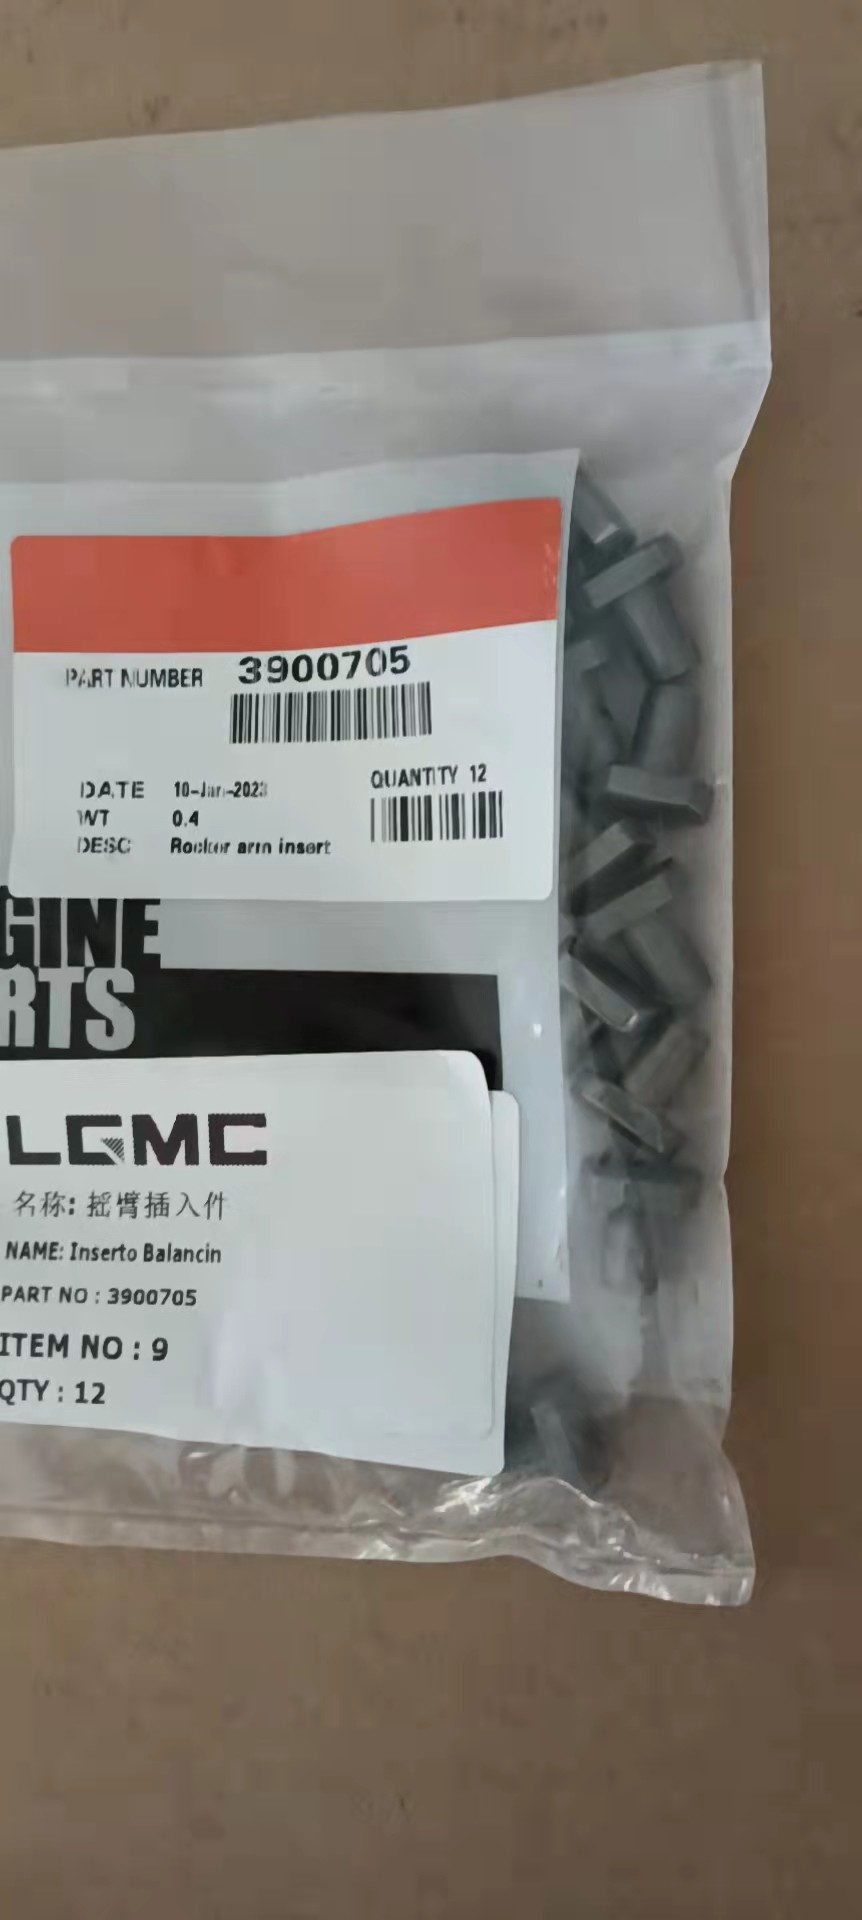 PART NUMBER 3900705
QUANTITY 12
DATE 10-Jan-2023
WT 0.4
DESC Rocker arm insert
GINE
RTS
LGMC
名称: 摇臂插入件
NAME: Inserto Balancin
PART NO : 3900705
ITEM NO : 9
QTY : 12